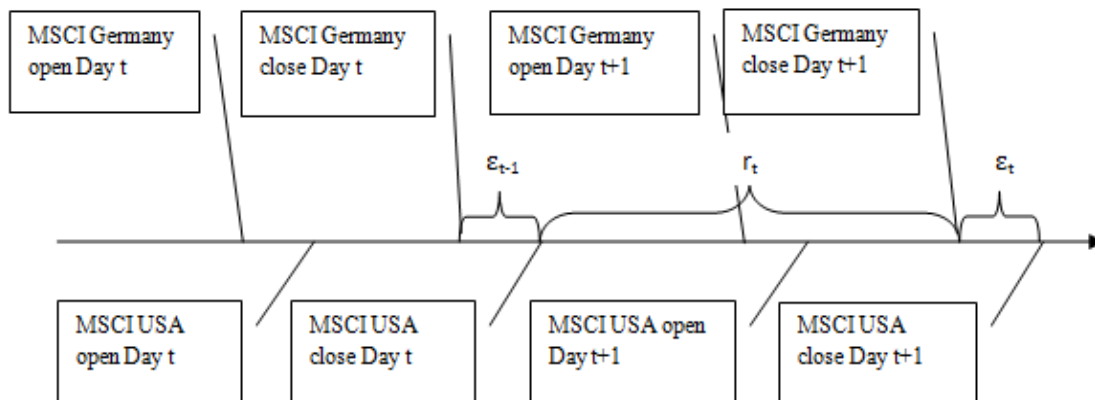 MSCI Germany
open Day t
MSCI Germany
close Day t
MSCI Germany
open Day t+1
MSCI Germany
close Day t+1
εt-1
rt
εt
MSCI USA
open Day t
MSCI USA
close Day t
MSCI USA open
Day t+1
MSCI USA
close Day t+1